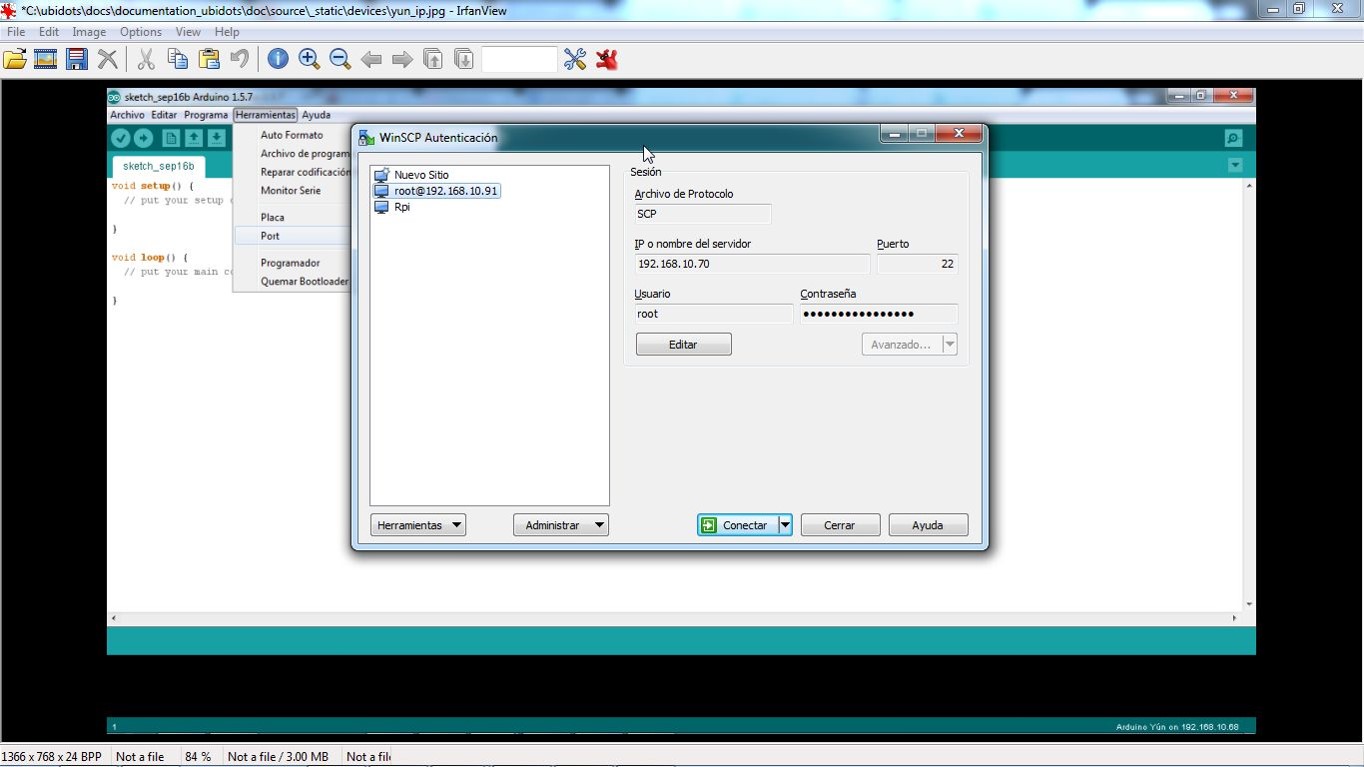 *C:\ubidots\docs\documentation_ubidots\doc\source\_static\devices\yun_ip.jpg - IrfanView
File Edit Image Options View Help
sketch_sep16b Arduino 1.5.7
Archivo Editar Programa Herramientas Ayuda
Auto Formato
Archivo de program
Reparar codificación
Monitor Serie
Placa
Port
Programador
Quemar Bootloader
sketch_sep16b
void setup() {
// put your setup
}
void loop() {
// put your main
}
WinSCP Autenticación
Nuevo Sitio
root@192.168.10.91
Rpi
Sesión
Archivo de Protocolo
SCP
IP o nombre del servidor Puerto
192.168.10.70 22
Usuario Contraseña
root ●●●●●●●●●●●●●●●●
Editar Avanzado...
Herramientas Administrar Conectar Cerrar Ayuda
1 Arduino Yún on 192.168.10.68
1366 x 768 x 24 BPP Not a file 84 % Not a file / 3.00 MB Not a file